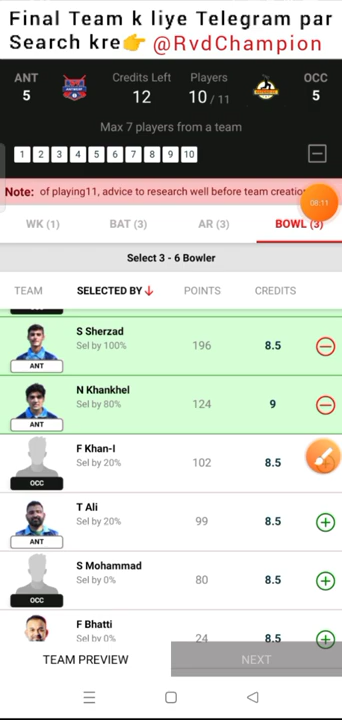 Final Team k liye Telegram par
Search kre👉 @RvdChampion
ANT Credits Left Players OCC
5 12 10 / 11 5
Max 7 players from a team
1 2 3 4 5 6 7 8 9 10
Note: of playing11, advice to research well before team
06:11
WK (1) BAT (3) AR (3) BOWL (3)
Select 3 - 6 Bowler
TEAM SELECTED BY↓ POINTS CREDITS
S Sherzad
Sel by 100% 196 8.5
ANT
N Khankhel
Sel by 80% 124 9
ANT
F Khan-I
Sel by 20% 102 8.5
OCC
T Ali
Sel by 20% 99 8.5
ANT
S Mohammad
Sel by 0% 80 8.5
OCC
F Bhatti
Sel by 0% 24 8.5
TEAM PREVIEW NEXT